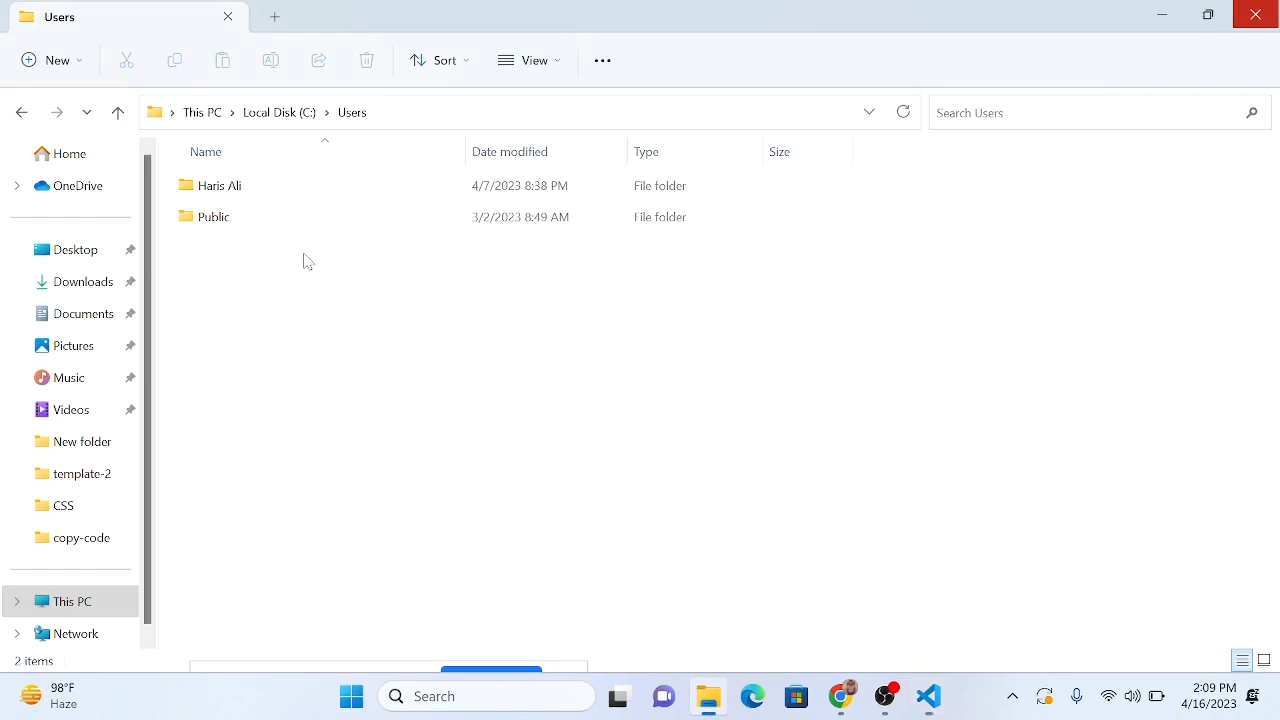 Users
New
Sort
View
This PC
Local Disk (C:)
Users
Search Users
Name
Date modified
Type
Size
Haris Ali
4/7/2023 8:38 PM
File folder
Public
3/2/2023 8:49 AM
File folder
Home
OneDrive
Desktop
Downloads
Documents
Pictures
Music
Videos
New folder
template-2
CSS
copy-code
This PC
Network
2 items
98°F
Haze
Search
2:09 PM
4/16/2023